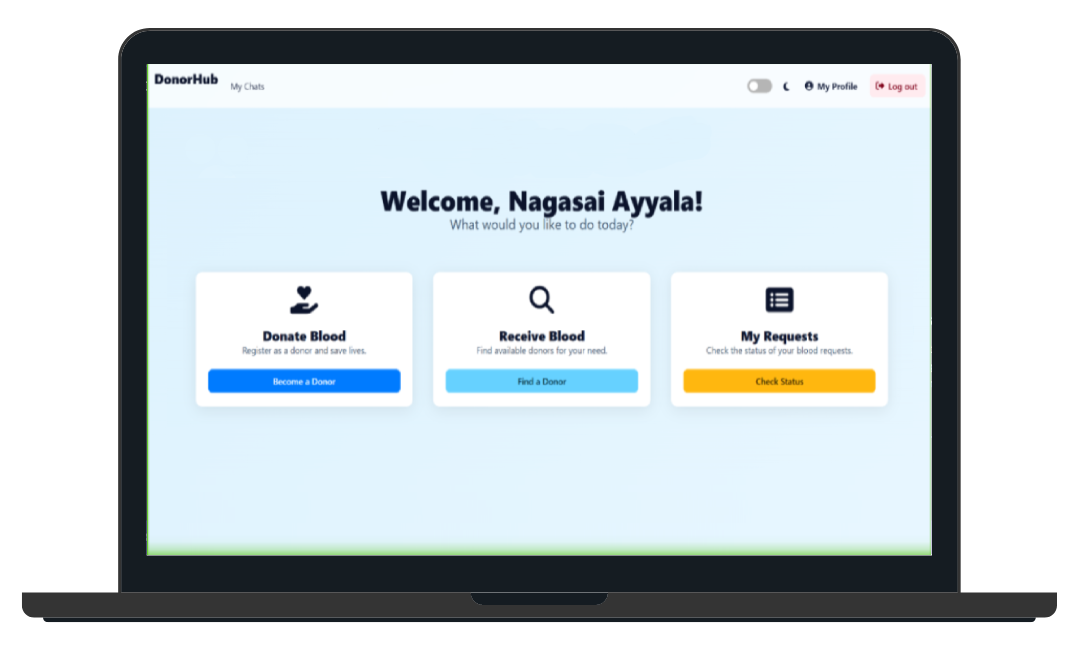 DonorHub
My Chats
My Profile
Log out
Welcome, Nagasai Ayyala!
What would you like to do today?
Donate Blood
Register as a donor and save lives.
Become a Donor
Receive Blood
Find available donors for your need.
Find a Donor
My Requests
Check the status of your blood requests.
Check Status